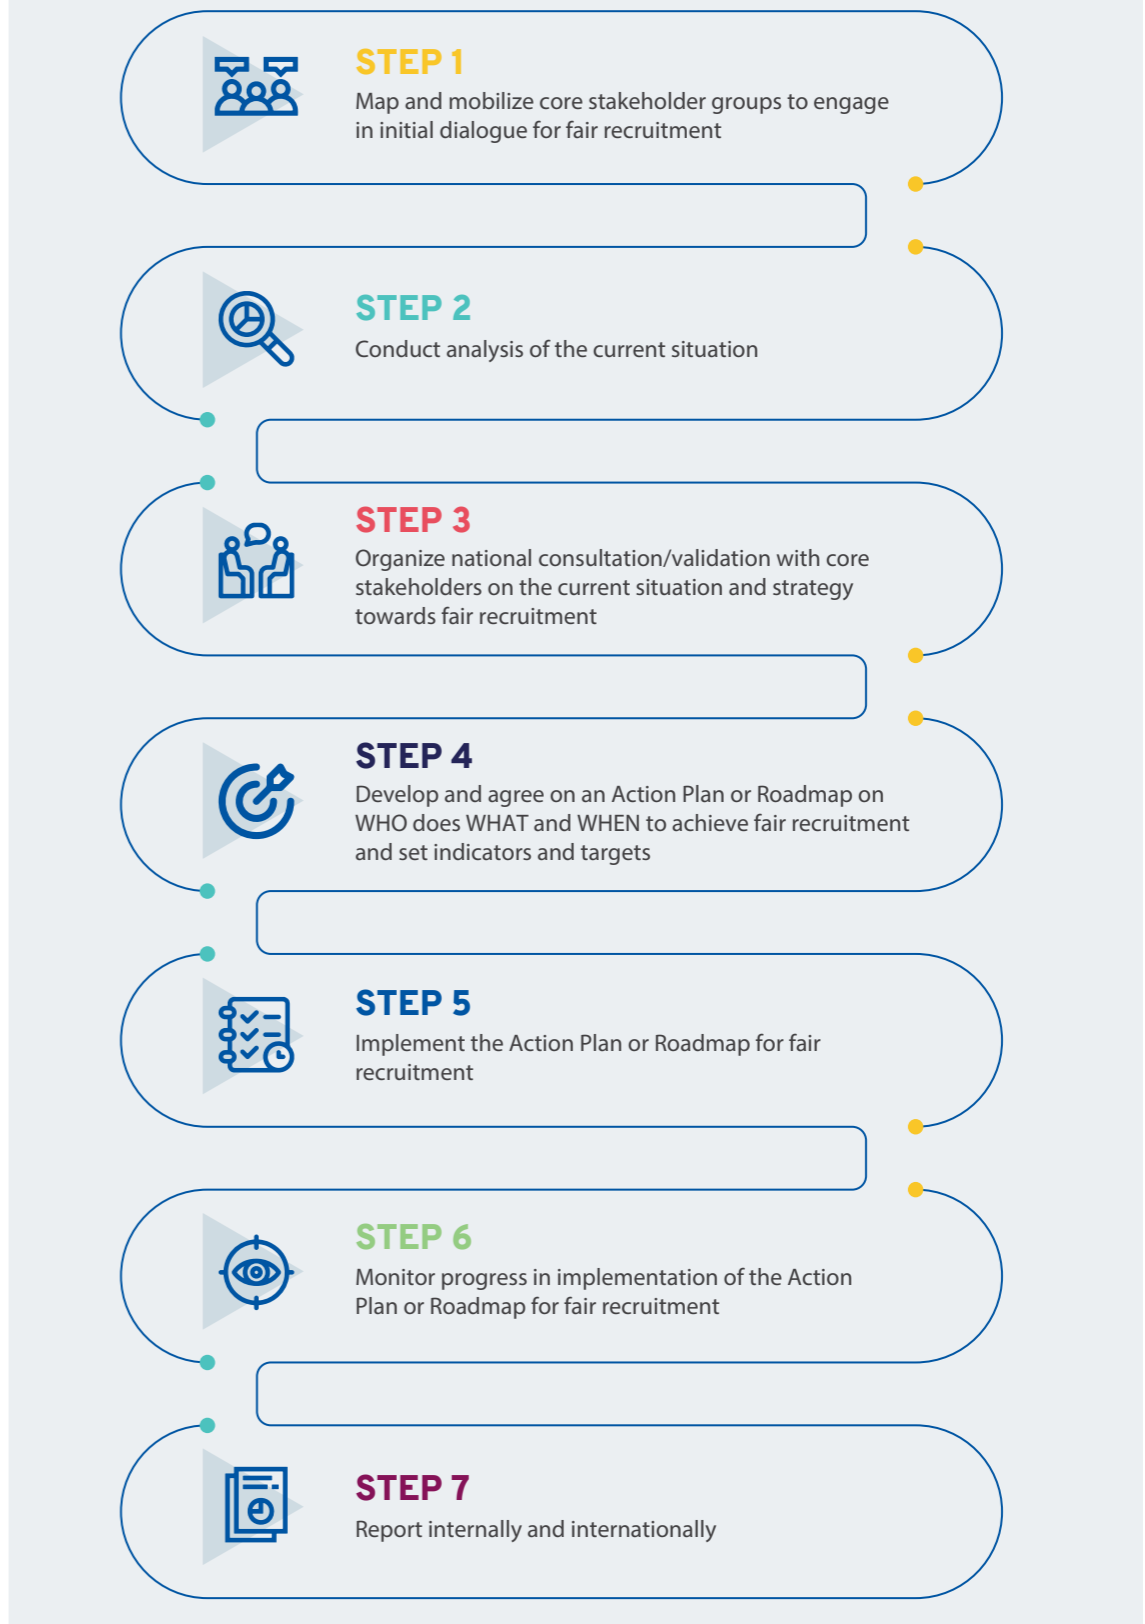 STEP 1
Map and mobilize core stakeholder groups to engage
in initial dialogue for fair recruitment
STEP 2
Conduct analysis of the current situation
STEP 3
Organize national consultation/validation with core
stakeholders on the current situation and strategy
towards fair recruitment
STEP 4
Develop and agree on an Action Plan or Roadmap on
WHO does WHAT and WHEN to achieve fair recruitment
and set indicators and targets
STEP 5
Implement the Action Plan or Roadmap for fair
recruitment
STEP 6
Monitor progress in implementation of the Action
Plan or Roadmap for fair recruitment
STEP 7
Report internally and internationally